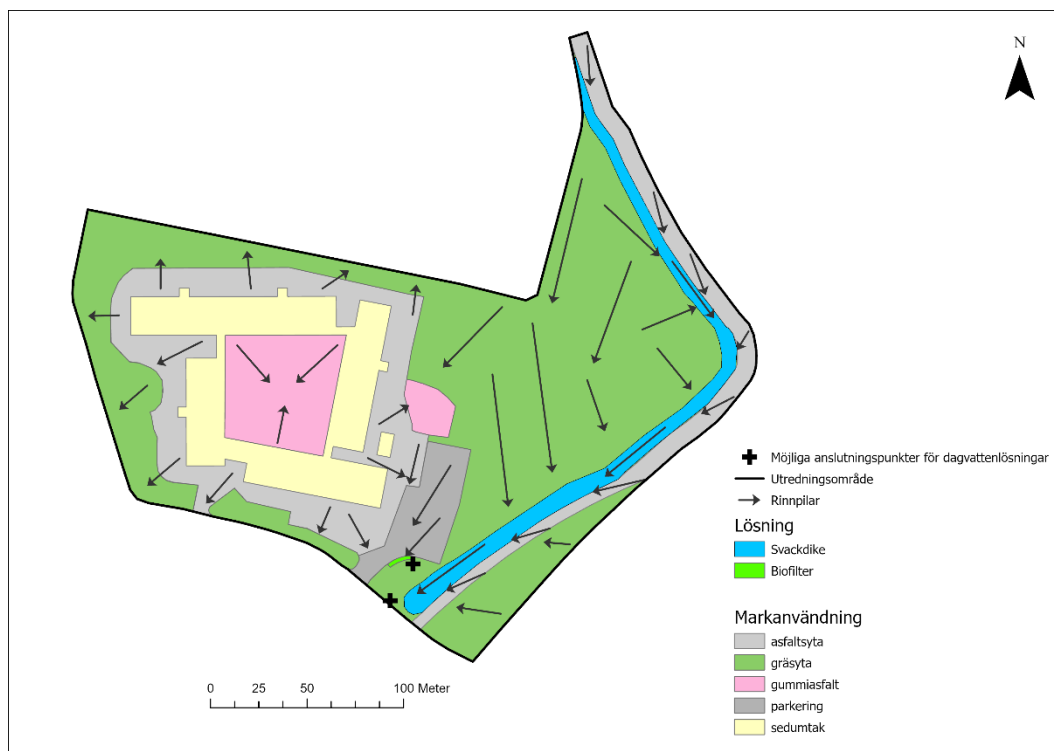 N
Möjliga anslutningspunkter för dagvattenlösningar
Utredningsområde
Rinnpilar
Lösning
Svackdike
Biofilter
Markanvändning
asfaltsyta
gräsyta
gummiasfalt
parkering
sedumtak
0 25 50 100 Meter